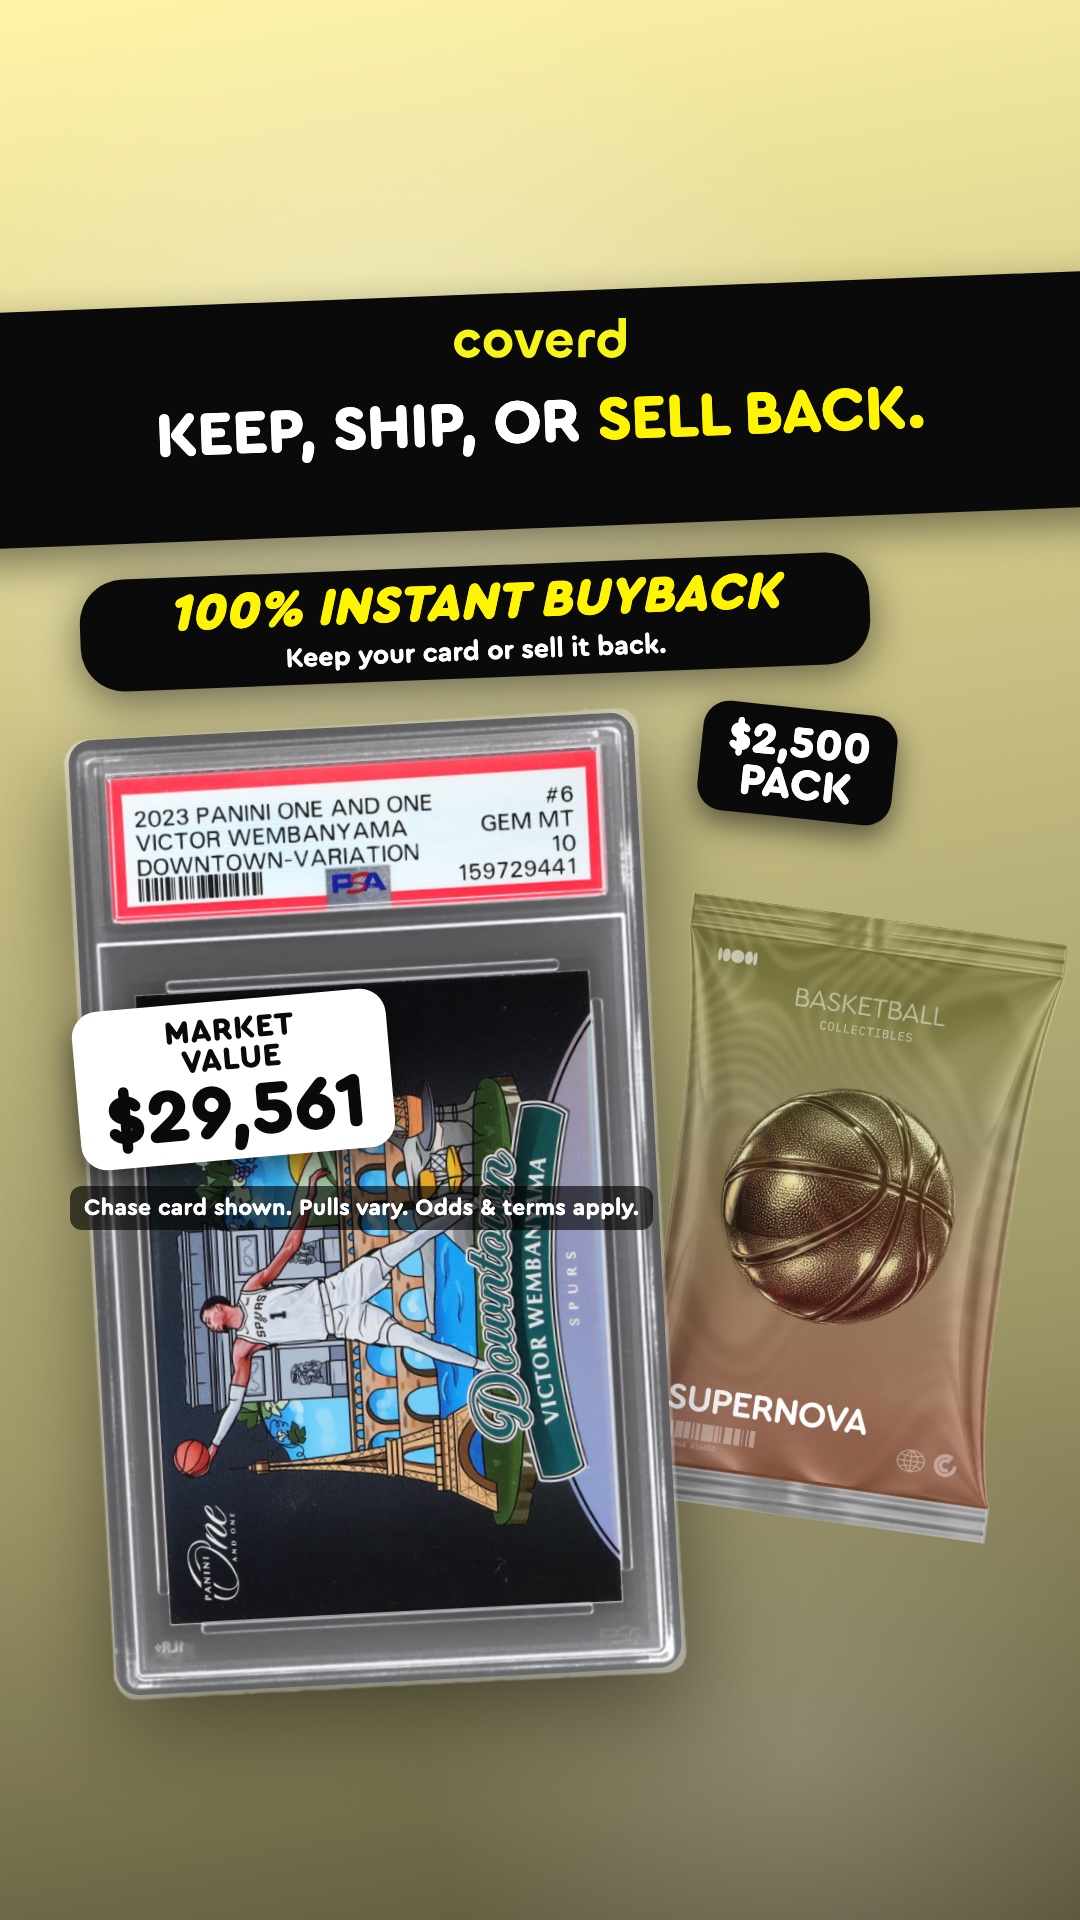 coverd
KEEP, SHIP, OR SELL BACK.
100% INSTANT BUYBACK
Keep your card or sell it back.
$2,500
PACK
2023 PANINI ONE AND ONE
VICTOR WEMBANYAMA
DOWNTOWN-VARIATION
#6
GEM MT
10
159729441
PSA
MARKET
VALUE
$29,561
Chase card shown. Pulls vary. Odds & terms apply.
Downtown
VICTOR WEMBANYAMA
SPURS
SPURS
1
PANINI
One
AND ONE
BASKETBALL
COLLECTIBLES
SUPERNOVA